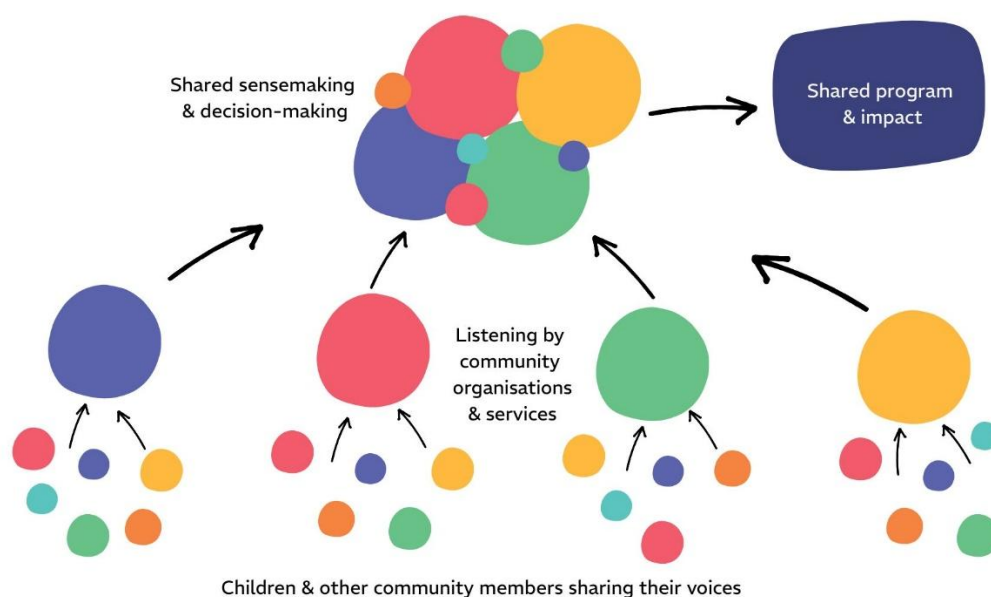 Shared sensemaking
& decision-making
Shared program
& impact
Listening by
community
organisations
& services
Children & other community members sharing their voices